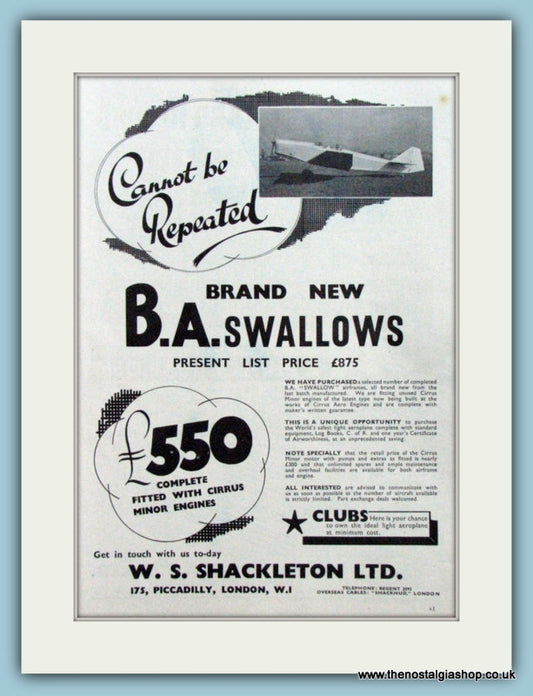 Cannot be
Repeated
BRAND NEW
B.A. SWALLOWS
PRESENT LIST PRICE £875
WE HAVE PURCHASED a selected number of completed
B.A. "SWALLOW" airframes, all brand new from the
last batch manufactured. We are fitting unused Cirrus
Minor engines of the latest type now being built at the
works of Cirrus Aero Engines and are complete with
maker's written guarantee.
THIS IS A UNIQUE OPPORTUNITY to purchase
the World's safest light aeroplane complete with standard
equipment, Log Books, C. of R. and one year's Certificate
of Airworthiness, at an unprecedented saving.
NOTE SPECIALLY that the retail price of the Cirrus
Minor motor with pumps and extras as fitted is nearly
£300 and that unlimited spares and ample maintenance
and overhaul facilities are available for both airframe
and engine.
ALL INTERESTED are advised to communicate with
us as soon as possible as the number of aircraft available
is strictly limited. Part exchange deals welcomed.
£550
COMPLETE
FITTED WITH CIRRUS
MINOR ENGINES
CLUBS Here is your chance
to own the ideal light aeroplane
at minimum cost.
Get in touch with us to-day
W. S. SHACKLETON LTD.
175, PICCADILLY, LONDON, W.1
TELEPHONE: REGENT
OVERSEAS CABLES: "SHACKHUD," LONDON
www.thenostalgiashop.co.uk